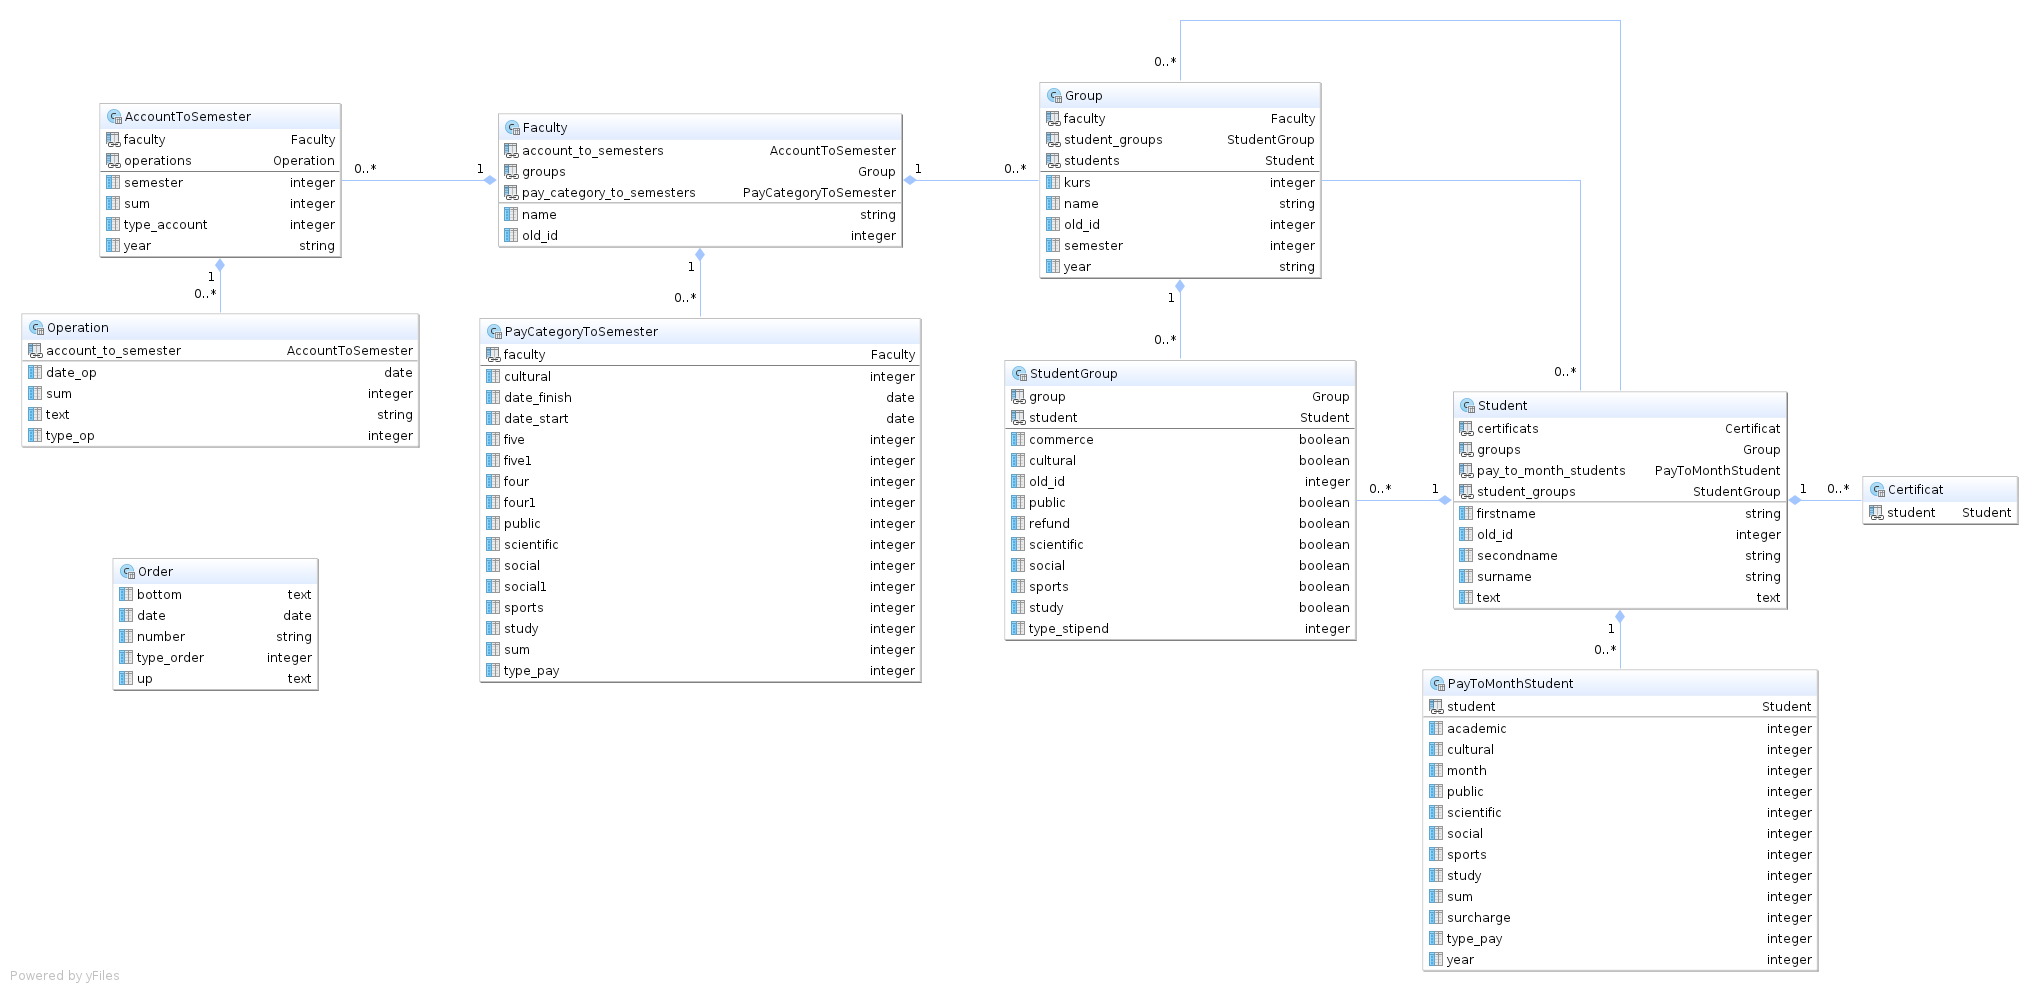 AccountToSemester
faculty Faculty
operations Operation
semester integer
sum integer
type_account integer
year string
0..* 1
1
0..*
Operation
account_to_semester AccountToSemester
date_op date
sum integer
text string
type_op integer
Order
bottom text
date date
number string
type_order integer
up text
Faculty
account_to_semesters AccountToSemester
groups Group
pay_category_to_semesters PayCategoryToSemester
name string
old_id integer
1 0..*
1
0..*
PayCategoryToSemester
faculty Faculty
cultural integer
date_finish date
date_start date
five integer
five1 integer
four integer
four1 integer
public integer
scientific integer
social integer
social1 integer
sports integer
study integer
sum integer
type_pay integer
0..*
Group
faculty Faculty
student_groups StudentGroup
students Student
kurs integer
name string
old_id integer
semester integer
year string
1
0..*
0..*
StudentGroup
group Group
student Student
commerce boolean
cultural boolean
old_id integer
public boolean
refund boolean
scientific boolean
social boolean
sports boolean
study boolean
type_stipend integer
0..* 1
Student
certificats Certificat
groups Group
pay_to_month_students PayToMonthStudent
student_groups StudentGroup
firstname string
old_id integer
secondname string
surname string
text text
1 0..*
Certificat
student Student
1
0..*
PayToMonthStudent
student Student
academic integer
cultural integer
month integer
public integer
scientific integer
social integer
sports integer
study integer
sum integer
surcharge integer
type_pay integer
year integer
Powered by yFiles